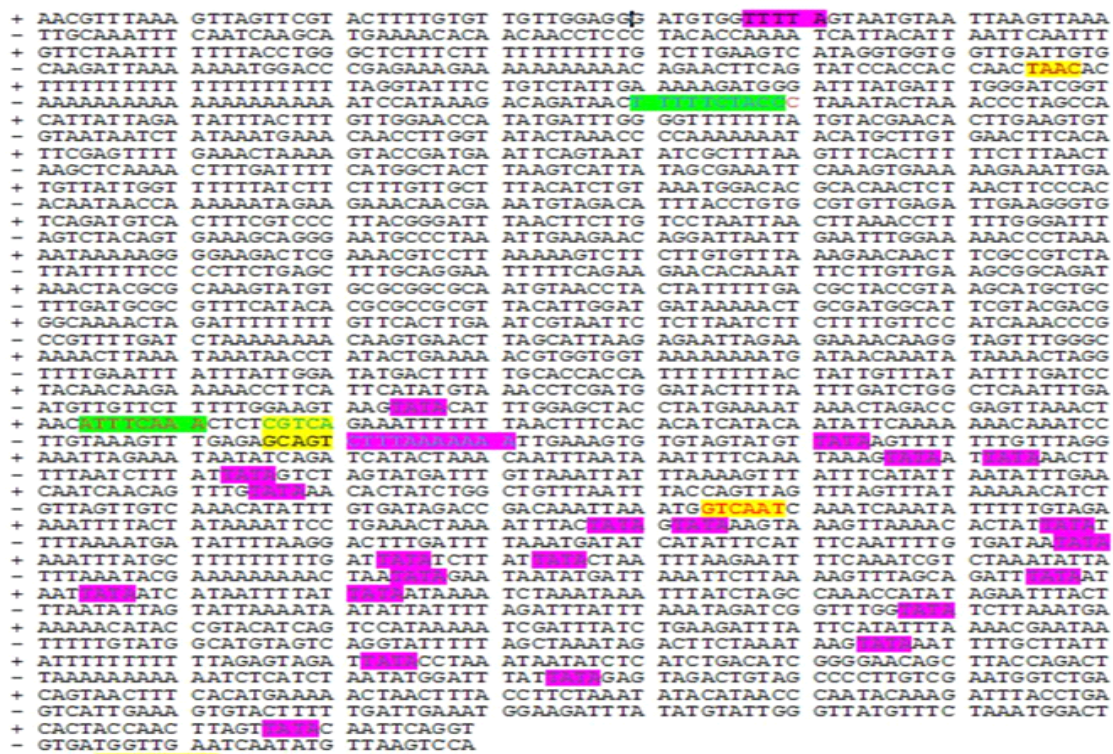 + AACGTTTAAA GTTAGTTCGT ACTTTTGTGT TGTTGGAGGG ATGTGGTTTT AGTAATGTAA TTAAGTTAAA
- TTGCAAATTT CAATCAAGCA TGAAAACACA ACAACCTCCC TACACCAAAA TCATTACATT AATTCAATTT
+ GTTCTAATTT TTTTACCTGG GCTCTTTCTT TTTTTTTTTG GTCTTGAAGTC ATAGGTGGTG GTTGATTGTG
- CAAGATTAAA AAAATGGACC CGAGAAAGAA AAAAAAAAAC CAGAACTTCAG TATCCACCAC CAACTAACAC
+ TTTTTTTTTT TTTTTTTTTT TAGGTATTTC TGTCTATTGA AAAAGATGGC ATTTATGATT TGGGATCGGT
- AAAAAAAAAA AAAAAAAAAA ATCCATAAAG ACAGATAAC TAAATACTAA ACCCTAGCCA
+ CATTATTAGA TATTTACTTT GTTGGAACCA TATGATTTGG GGTTTTTTTA TGTACGAACA CTTGAAGTGT
- GTAATAATCT ATAAATGAAA CAACCTTGGT ATACTAAACC CCAAAAAAAT ACATGCTTGT GAACTTCACA
+ TTCGAGTTTT GAAACTAAAA GTACCGATGA ATTCAGTAAT ATCGCTTTAA GTTTCACTTT TTCTTTAACT
- AAGCTCAAAA CTTTGATTTT CATGGCTACT TAAGTCATTA TAGCGAAATT CAAAGTGAAA AAGAAATTGA
+ TGTTATTGGT TTTTTATCTT CTTTGTTGCT TTACATCTGT AAATGGACAC GCACAACTCT AACTTCCCAC
- ACAATAACCA AAAAATAGAA GAAACAACGA AATGTAGACA TTTACCTGTG CGTGTTGAGA TTGAAGGGTG
+ TCAGATGTCA CTTTCGTCCC TTACGGGATT TAACTTCTTG TCCTAATTAA CTTAAACCTT TTTGGGATTT
- AGTCTACAGT GAAAGCAGGG AATGCCCTAA ATTGAAGAAC AGGATTAATT GAATTTGGAA AAACCCTAAA
+ AATAAAAAGG GGAAGACTCG AAACGTCCTT AAAAAGTCTT CTTGTGTTTA AAGAACAACT TCGCCGTCTA
- TTATTTTTCC CCTTCTGAGC TTTGCAGGAA TTTTTCAGAA GAACACAAAT TTCTTGTTGA AGCGGCAGAT
+ AAACTACGCG CAAAGTATGT GCGCGGCGCA ATGTAACCTA CTATTTTTGA CGCTACCGTA AGCATGCTGC
- TTTGATGCGC GTTTCATACA CGCGCCGCGT TACATTGGAT GATAAAAACT GCGATGGCAT TCGTACGACG
+ GGCAAAACTA GATTTTTTTT GTTCACTTGA ATCGTAATTC TCTTAATCTT CTTTTGTTCC ATCAAACCCG
- CCGTTTTGAT CTAAAAAAAA CAAGTGAACT TAGCATTAAG AGAATTAGAA GAAAACAAGG TAGTTTGGGC
+ AAAACTTAAA TAAATAACCT ATACTGAAAA ACGTGGTGGT AAAAAAAATG ATAACAAATA TAAAACTAGG
- TTTTGAATTT ATTTATTGGA TATGACTTTT TGCACCACCA TTTTTTTTAC TATTGTTTAT ATTTTGATCC
+ TACAACAAGA AAAACCTTCA TTCATATGTA AACCTCGATG GATACTTTTA TTTGATCTGG CTCAATTTGA
- ATGTTGTTCT TTTTGGAAGT AAGTATACAT TTGGAGCTAC CTATGAAAAT AAACTAGACC GAGTTAAACT
+ AACATTTCAA ACTCTCGTCA GAAATTTTTT TAACTTTCAC ACATCATACA ATATTCAAAA AACAAATCC
- TTGTAAAGTT TGAGAGCAGT CTTTAAAAAAA ATTGAAAGTG TGTAGTATGT TATAAGTTTT TTTGTTTAGG
+ AAATTAGAAA TAATATCAGA TCATACTAAA CAATTAAATA AATTTTCAAA TAAAGTATAA TTATAAACTT
- TTTAATCTTT ATTATAGTCT AGTATGATTT GTTAATTTAT TTAAAAGTTT ATTTCATATT AATATTTGAA
+ CAATCAACAG TTTGTATAAA CACTATCTGG CTGTTTAATT TACCAGTTAG TTTAGTTATA AAAACATCT
- GTTAGTTGTC AAACATATTT GTGATAGACC GACAAATTAA ATGGTCAATC AAATCAAATA TTTTTGTAGA
+ AAATTTTACT ATAAAATTCC TGAAACTAAA ATTTACTATA GTATAAAGTA AAGTTAAAAC ACTATTATAT
- TTTAAAATGA TATTTTAAGG ACTTTGATTT TAAATGATAT CATATTTCAT TTCAATTTTG TGATAATATA
+ AAATTTATGC TTTTTTTTTG ATTATATCTT ATTATACTAA TTTAAGAATT TTCAAATCGT CTAAATATTA
- TTTAAATACG AAAAAAAAAC TAATATAGAA TAATATGATT AAATTCTTAA AAGTTTAGCA GATTTATAAT
+ AATTATAATC ATAATTTTAT TATAATAAAA TCTAATAAAT TTTATCTAGC CAAACCATAT AGAATTTACT
- TTAATATTAG TATTAAAATA ATATTATTTT AGATTATTTA AAATAGATCG GTTTGGTATA TCTTAAATGA
+ AAAAACATAC CGTACATCAG TCCATAAAAA TCGATTTATC CTGAAGATTTA TTCATATTTA AAACGAATAA
- TTTTTGTATG GCATGTAGTC AGGTATTTTT AGCTAAATAG GACTTCTAAAT AAGTATAAAT TTTGCTTATT
+ ATTTTTTTTT TTAGAGTAGA TTATACCTAA ATAATATCTC ATCTGACATC GGGGAACAGC TTACCAGATT
- TAAAAAAAAA AATCTCATCT AATATGGATT TATTATAGAG TAGACTGTAG CCCCTTGTCG AATGGTCTGA
+ CAGTAACTTT CACATGAAAA ACTAACTTTA CCTTCTAAAT ATACATAACC CAATACAAAG ATTTACCTGA
- GTCATTGAAA GTGTACTTTT TGATTGAAAT GGAAGATTTA TATGTATTGG GTTATGTTTC TAAATGGACT
+ CACTACCAAC TTAGTTATAC AATTCAGGT
- GTGATGGTTG AATCAATATG TTAAGTCCA